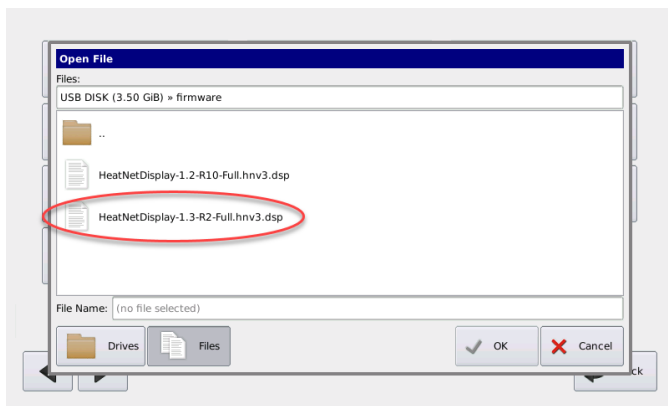 Open File
Files:
USB DISK (3.50 GiB) » firmware
..
HeatNetDisplay-1.2-R10-Full.hnv3.dsp
HeatNetDisplay-1.3-R2-Full.hnv3.dsp
File Name: (no file selected)
Drives Files OK Cancel
ck